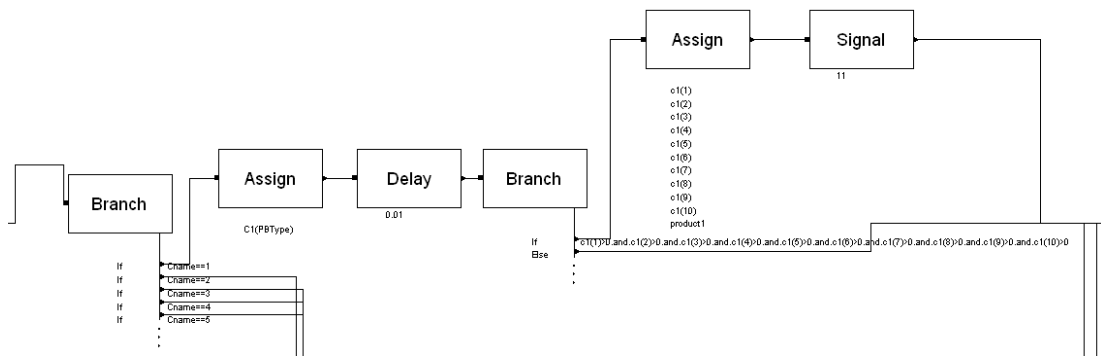 Assign
Signal
11
c1(1)
c1(2)
c1(3)
c1(4)
c1(5)
c1(6)
c1(7)
c1(8)
c1(9)
c1(10)
product1
Branch
Assign
Delay
Branch
0.01
C1(PBType)
If c1(1)>0.and.c1(2)>0.and.c1(3)>0.and.c1(4)>0.and.c1(5)>0.and.c1(6)>0.and.c1(7)>0.and.c1(8)>0.and.c1(9)>0.and.c1(10)>0
Else
If Cname==1
If Cname==2
If Cname==3
If Cname==4
If Cname==5